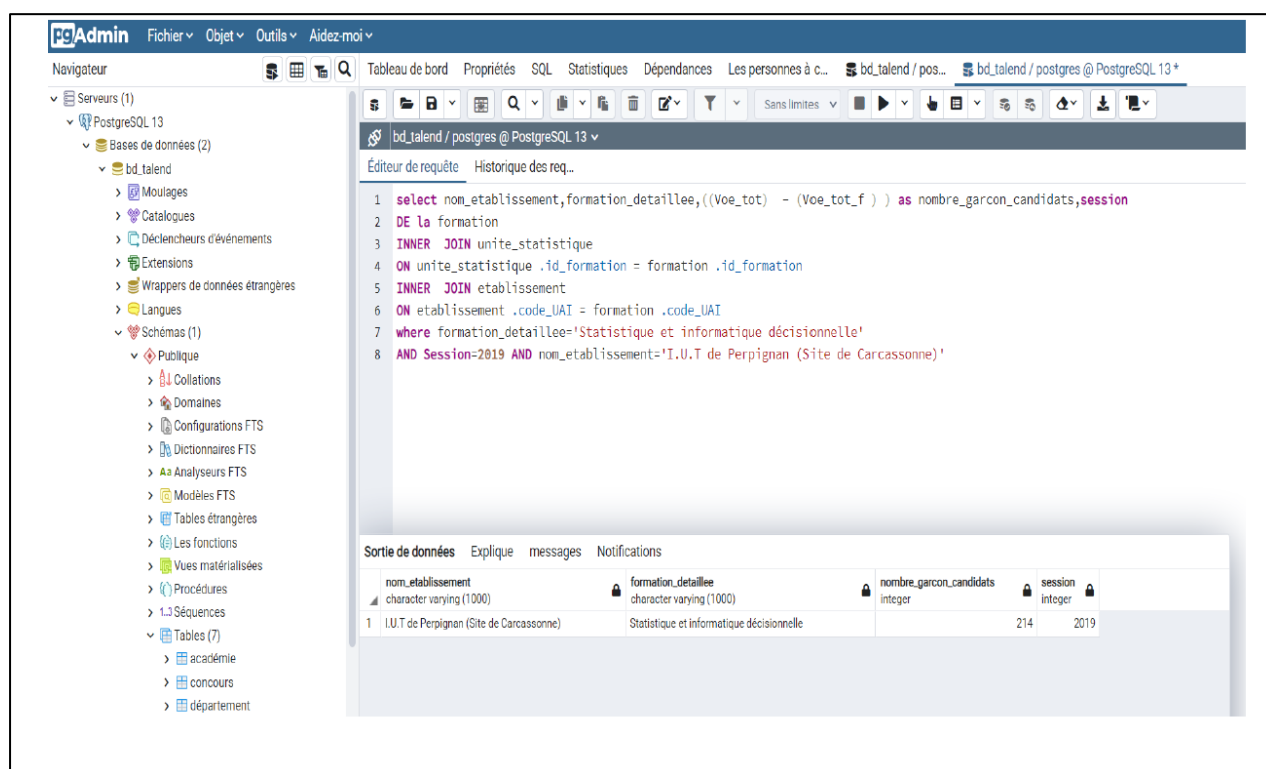 pgAdmin Fichier Objet Outils Aidez-moi
Navigateur
Tableau de bord Propriétés SQL Statistiques Dépendances Les personnes à c... bd_talend / pos... bd_talend / postgres @ PostgreSQL 13 *
Serveurs (1)
PostgreSQL 13
Bases de données (2)
bd_talend
Moulages
Catalogues
Déclencheurs d'événements
Extensions
Wrappers de données étrangères
Langues
Schémas (1)
Publique
Collations
Domaines
Configurations FTS
Dictionnaires FTS
Aa Analyseurs FTS
Modèles FTS
Tables étrangères
Les fonctions
Vues matérialisées
Procédures
1..3 Séquences
Tables (7)
académie
concours
département
Sans limites
bd_talend / postgres @ PostgreSQL 13
Éditeur de requête Historique des req...
1 select nom_etablissement,formation_detaillee,((Voe_tot) - (Voe_tot_f ) ) as nombre_garcon_candidats,session
2 DE la formation
3 INNER JOIN unite_statistique
4 ON unite_statistique .id_formation = formation .id_formation
5 INNER JOIN etablissement
6 ON etablissement .code_UAI = formation .code_UAI
7 where formation_detaillee='Statistique et informatique décisionnelle'
8 AND Session=2019 AND nom_etablissement='I.U.T de Perpignan (Site de Carcassonne)'
Sortie de données Explique messages Notifications
nom_etablissement formation_detaillee nombre_garcon_candidats session
character varying (1000) character varying (1000) integer integer
1 I.U.T de Perpignan (Site de Carcassonne) Statistique et informatique décisionnelle 214 2019